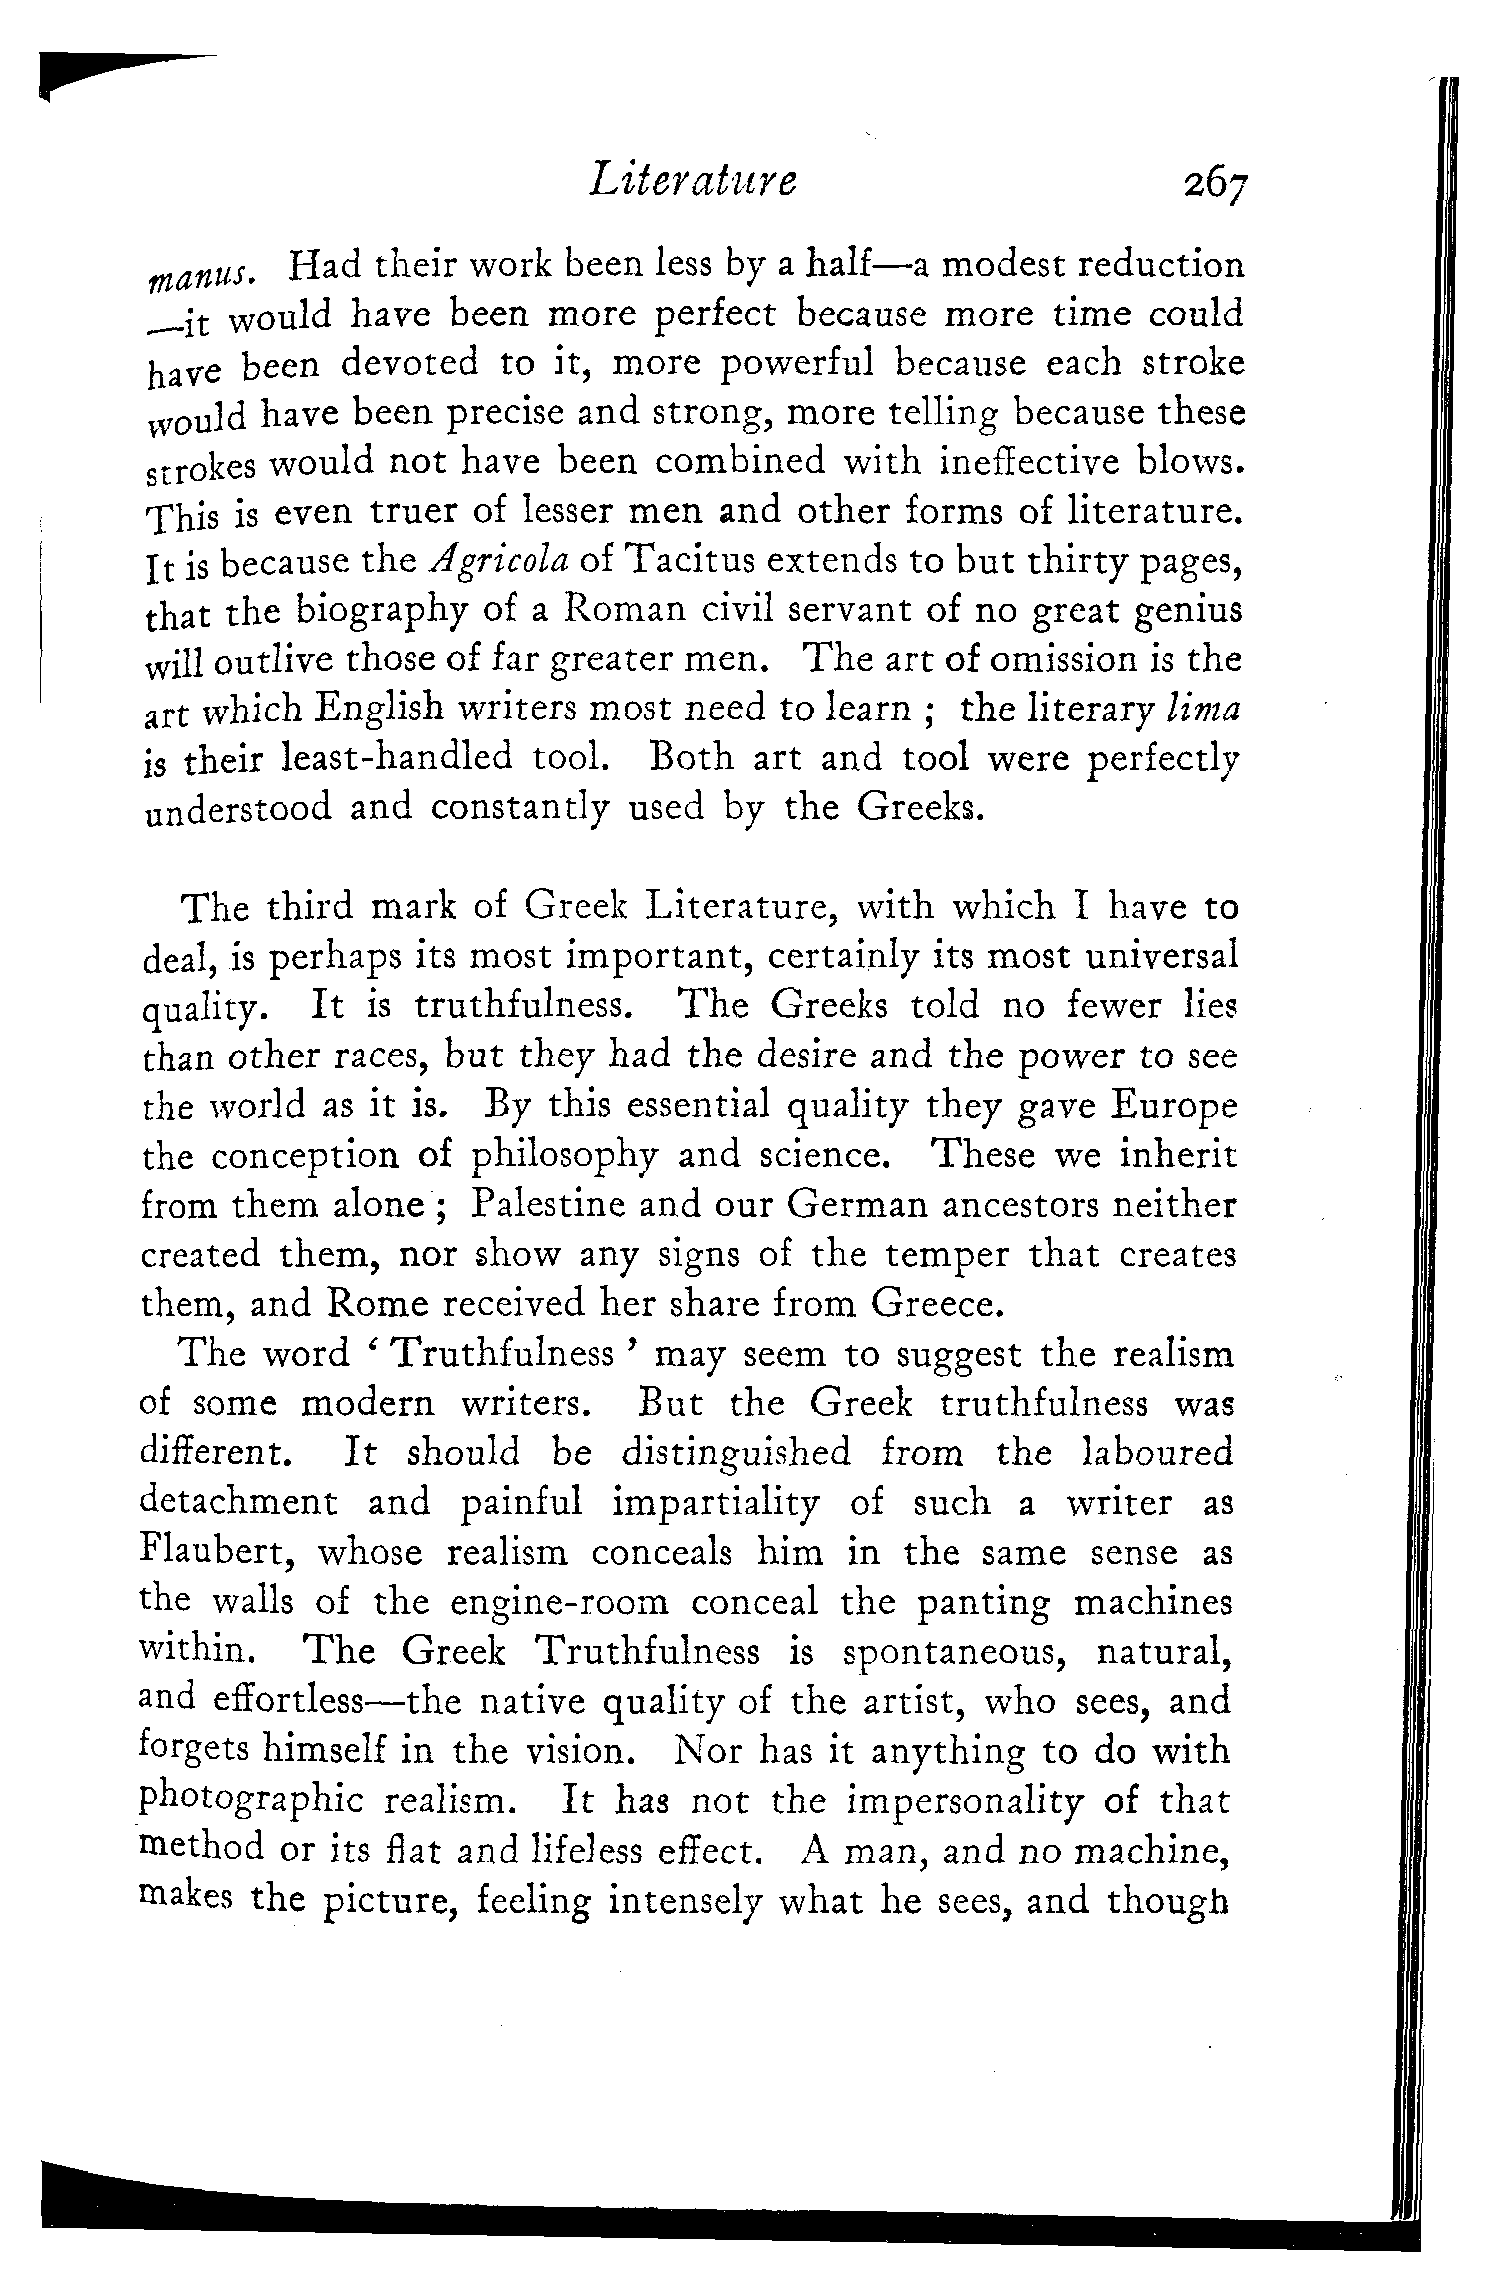 Literature 267
manus. Had their work been less by a half—a modest reduction
—it would have been more perfect because more time could
have been devoted to it, more powerful because each stroke
would have been precise and strong, more telling because these
strokes would not have been combined with ineffective blows.
This is even truer of lesser men and other forms of literature.
It is because the Agricola of Tacitus extends to but thirty pages,
that the biography of a Roman civil servant of no great genius
will outlive those of far greater men. The art of omission is the
art which English writers most need to learn ; the literary lima
is their least-handled tool. Both art and tool were perfectly
understood and constantly used by the Greeks.
The third mark of Greek Literature, with which I have to
deal, is perhaps its most important, certainly its most universal
quality. It is truthfulness. The Greeks told no fewer lies
than other races, but they had the desire and the power to see
the world as it is. By this essential quality they gave Europe
the conception of philosophy and science. These we inherit
from them alone ; Palestine and our German ancestors neither
created them, nor show any signs of the temper that creates
them, and Rome received her share from Greece.
The word ‘ Truthfulness ’ may seem to suggest the realism
of some modern writers. But the Greek truthfulness was
different. It should be distinguished from the laboured
detachment and painful impartiality of such a writer as
Flaubert, whose realism conceals him in the same sense as
the walls of the engine-room conceal the panting machines
within. The Greek Truthfulness is spontaneous, natural,
and effortless—the native quality of the artist, who sees, and
forgets himself in the vision. Nor has it anything to do with
photographic realism. It has not the impersonality of that
method or its flat and lifeless effect. A man, and no machine,
makes the picture, feeling intensely what he sees, and though